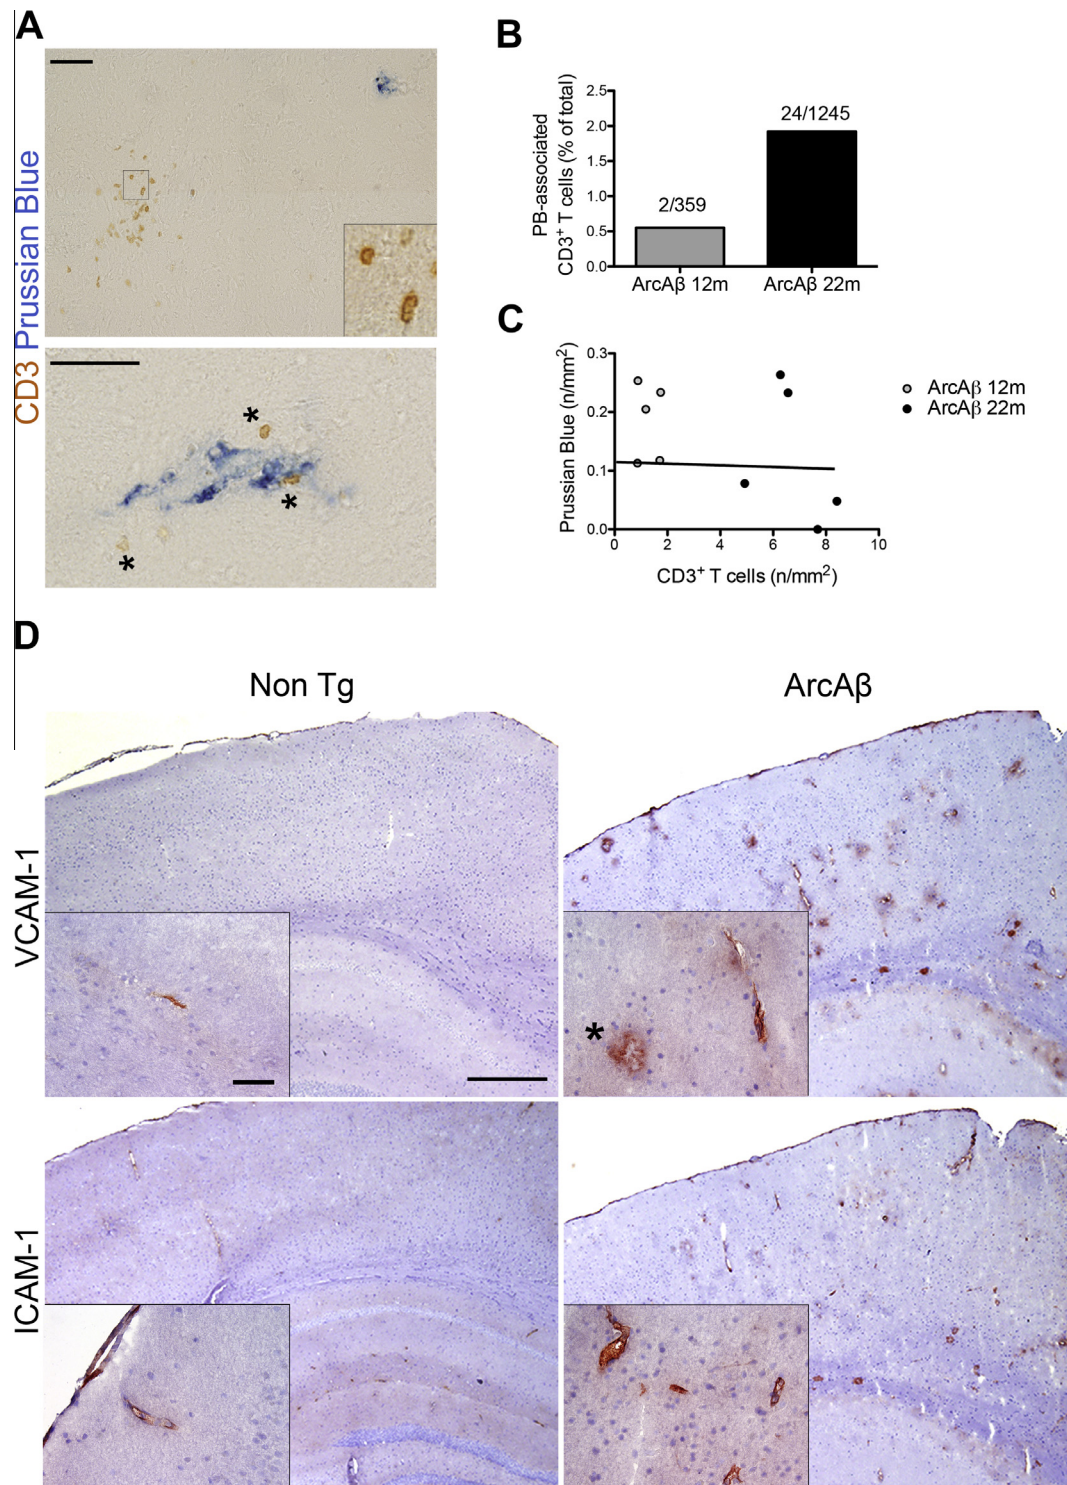 A
CD3 Prussian Blue
*
*
*
B
PB-associated
CD3⁺ T cells (% of total)
2.5
2.0
1.5
1.0
0.5
0.0
2/359
24/1245
ArcAβ 12m
ArcAβ 22m
C
Prussian Blue (n/mm²)
0.3
0.2
0.1
0.0
0 2 4 6 8 10
CD3⁺ T cells (n/mm²)
ArcAβ 12m
ArcAβ 22m
D
Non Tg
ArcAβ
VCAM-1
*
ICAM-1